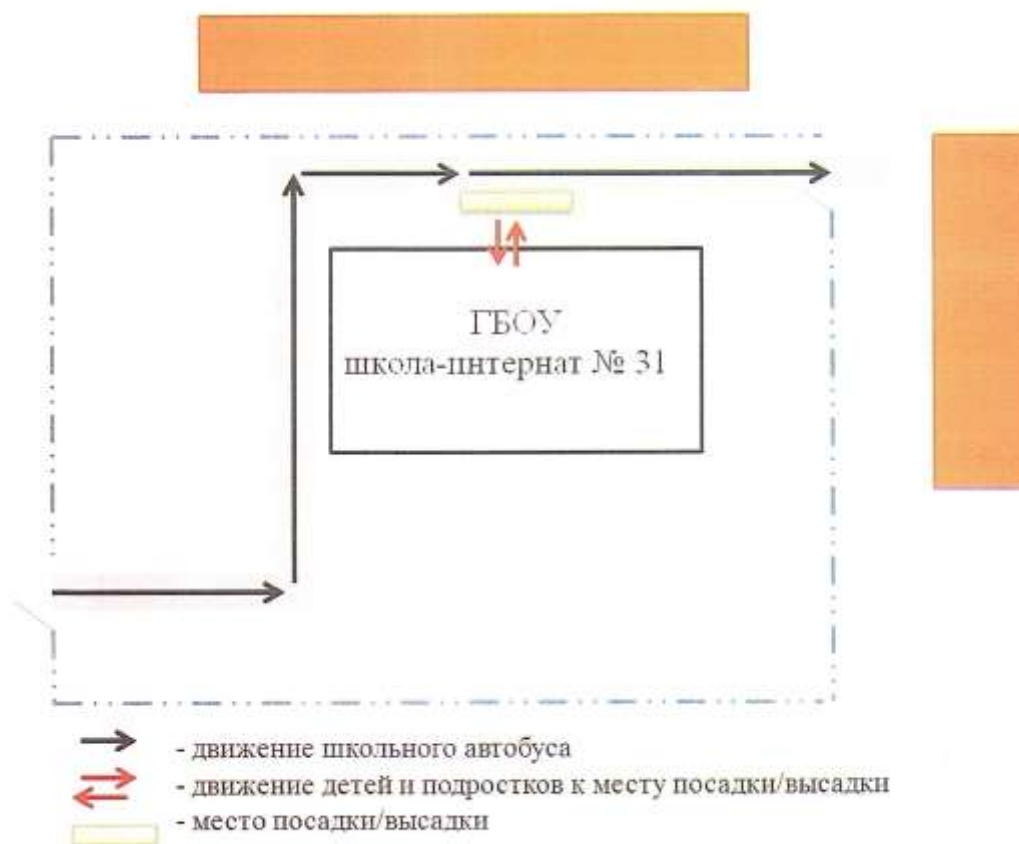 ГБОУ
школа-интернат № 31
- движение школьного автобуса
- движение детей и подростков к месту посадки/высадки
- место посадки/высадки